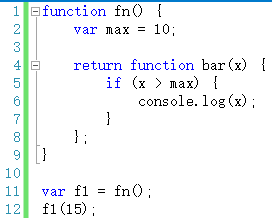 1 function fn() {
2     var max = 10;
3
4     return function bar(x) {
5         if (x > max) {
6             console.log(x);
7         }
8     };
9 }
10
11 var f1 = fn();
12 f1(15);